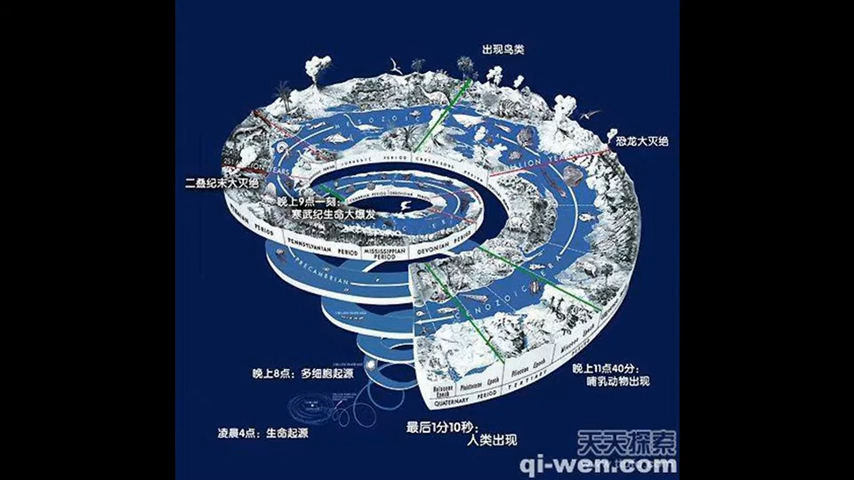 出现鸟类
恐龙大灭绝
MESOZOIC
JURASSIC PERIOD
CRETACEOUS
MILLION YEARS
YEARS
二叠纪末大灭绝
晚上9点一刻:
寒武纪生命大爆发
PERIOD
PENNSYLVANIAN PERIOD
MISSISSIPPIAN
PERIOD
DEVONIAN PERIOD
PRECAMBRIAN
CENOZOIC ERA
晚上8点：多细胞起源
晚上11点40分：
哺乳动物出现
Holocene
Epoch
Pleistocene Epoch
Pliocene Epoch
Miocene Epoch
QUATERNARY PERIOD
TERTIARY
凌晨4点：生命起源
最后1分10秒：
人类出现
天天探索
qi-wen.com